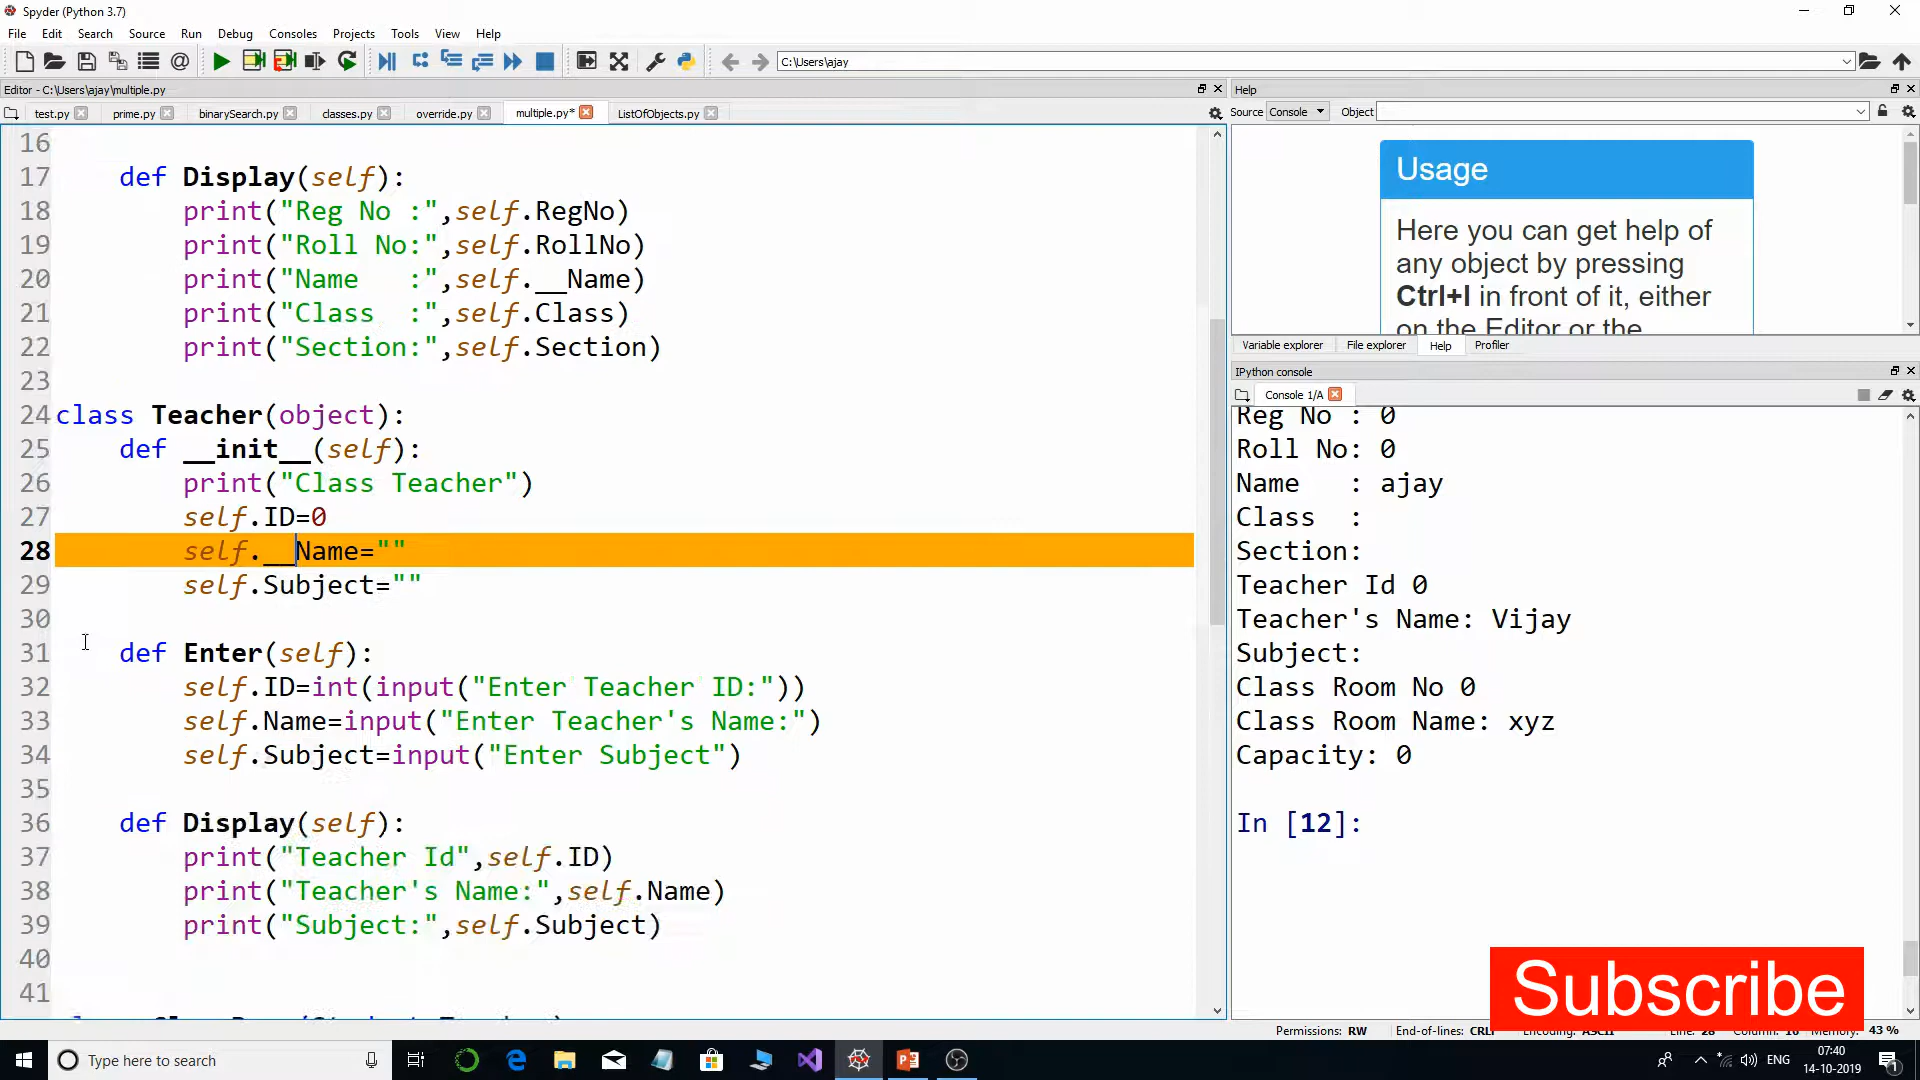 Spyder (Python 3.7)
File Edit Search Source Run Debug Consoles Projects Tools View Help
C:\Users\ajay
Editor - C:\Users\ajay\multiple.py
test.py prime.py binarySearch.py classes.py override.py multiple.py* ListOfObjects.py
16
17 def Display(self):
18 print("Reg No :",self.RegNo)
19 print("Roll No:",self.RollNo)
20 print("Name   :",self.__Name)
21 print("Class  :",self.Class)
22 print("Section:",self.Section)
23
24 class Teacher(object):
25 def __init__(self):
26 print("Class Teacher")
27 self.ID=0
28 self.__Name=""
29 self.Subject=""
30
31 def Enter(self):
32 self.ID=int(input("Enter Teacher ID:"))
33 self.Name=input("Enter Teacher's Name:")
34 self.Subject=input("Enter Subject")
35
36 def Display(self):
37 print("Teacher Id",self.ID)
38 print("Teacher's Name:",self.Name)
39 print("Subject:",self.Subject)
40
41
Help
Source Console Object
Usage
Here you can get help of
any object by pressing
Ctrl+I in front of it, either
on the Editor or the
Variable explorer File explorer Help Profiler
IPython console
Console 1/A
Reg No : 0
Roll No: 0
Name   : ajay
Class  :
Section:
Teacher Id 0
Teacher's Name: Vijay
Subject:
Class Room No 0
Class Room Name: xyz
Capacity: 0
In [12]:
Subscribe
Permissions: RW End-of-lines: CRLF 43 %
Type here to search
ENG
07:40
14-10-2019
1